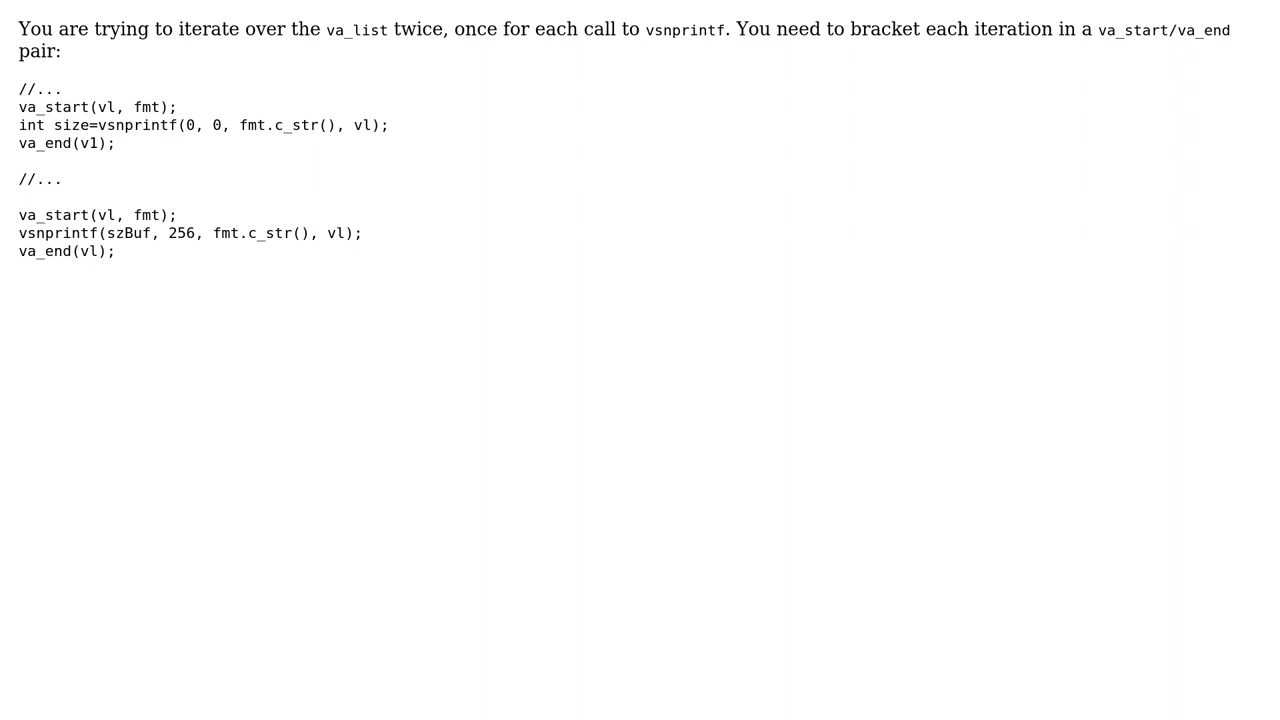 You are trying to iterate over the va_list twice, once for each call to vsnprintf. You need to bracket each iteration in a va_start/va_end
pair:
//...
va_start(vl, fmt);
int size=vsnprintf(0, 0, fmt.c_str(), vl);
va_end(v1);
//...
va_start(vl, fmt);
vsnprintf(szBuf, 256, fmt.c_str(), vl);
va_end(vl);